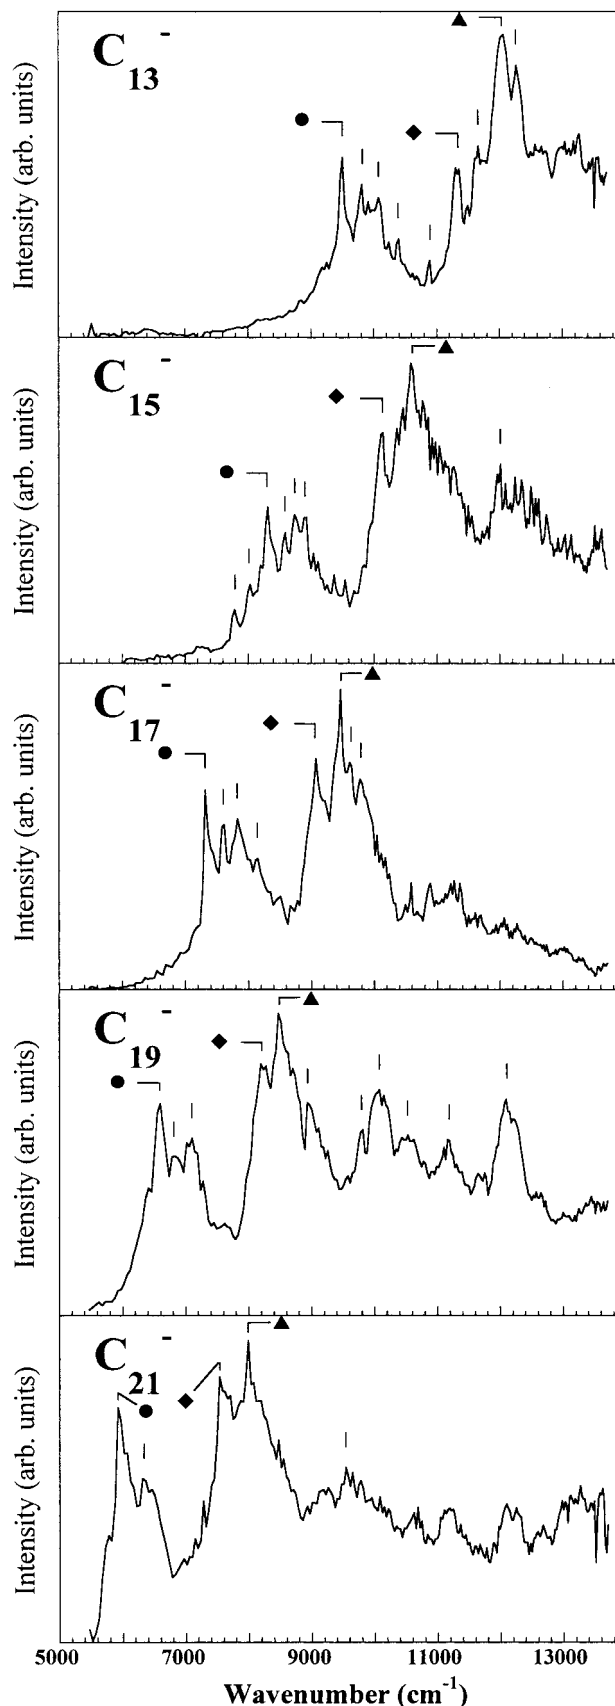 C13-
Intensity (arb. units)
C15-
Intensity (arb. units)
C17-
Intensity (arb. units)
C19-
Intensity (arb. units)
C21-
Intensity (arb. units)
5000 7000 9000 11000 13000
Wavenumber (cm-1)